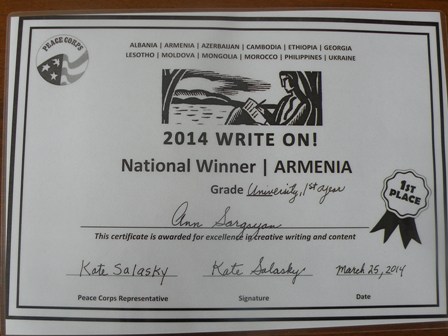 PEACE CORPS
ALBANIA | ARMENIA | AZERBAIJAN | CAMBODIA | ETHIOPIA | GEORGIA
LESOTHO | MOLDOVA | MONGOLIA | MOROCCO | PHILIPPINES | UKRAINE
2014 WRITE ON!
National Winner | ARMENIA
Grade University, 1st year
1ST PLACE
Ann Sargsyan
This certificate is awarded for excellence in creative writing and content
Kate Salasky Kate Salasky March 25, 2014
Peace Corps Representative Signature Date